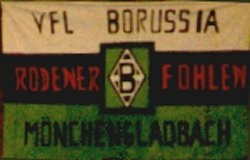 VFL BORUSSIA
RODENER B FOHLEN
MÖNCHENGLADBACH